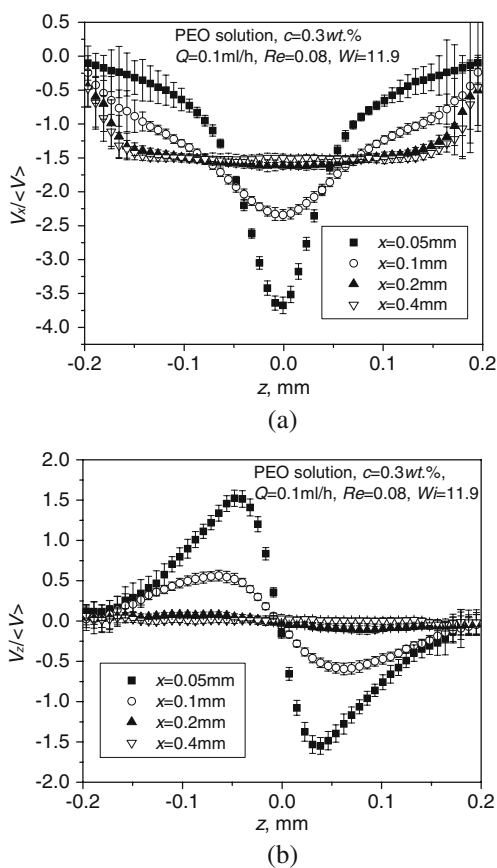 0.5
0.0
-0.5
-1.0
-1.5
-2.0
-2.5
-3.0
-3.5
-4.0
Vx/<V>
PEO solution, c=0.3wt.%
Q=0.1ml/h, Re=0.08, Wi=11.9
x=0.05mm
x=0.1mm
x=0.2mm
x=0.4mm
-0.2 -0.1 0.0 0.1 0.2
z, mm
(a)
2.0
1.5
1.0
0.5
0.0
-0.5
-1.0
-1.5
-2.0
Vz/<V>
PEO solution, c=0.3wt.%,
Q=0.1ml/h, Re=0.08, Wi=11.9
x=0.05mm
x=0.1mm
x=0.2mm
x=0.4mm
-0.2 -0.1 0.0 0.1 0.2
z, mm
(b)